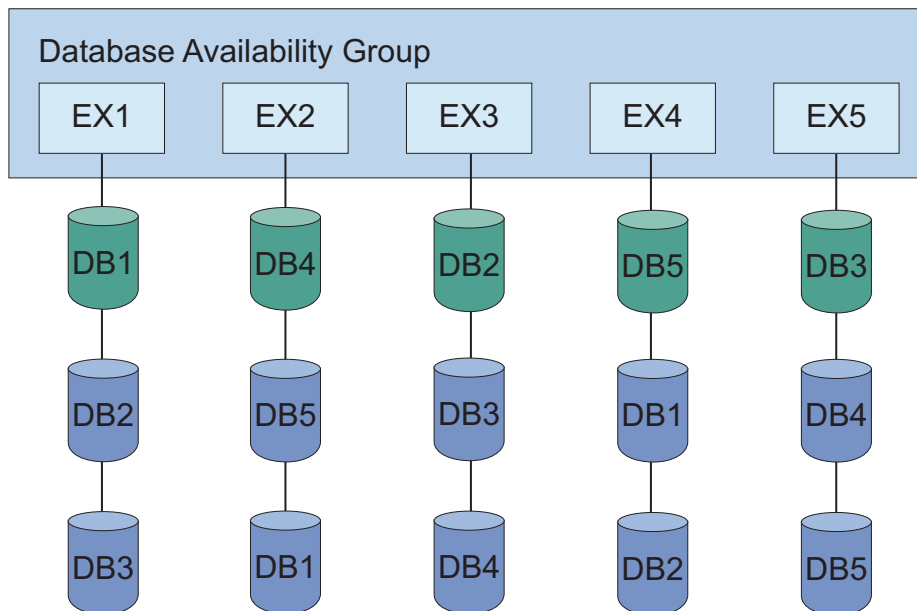 Database Availability Group
EX1 EX2 EX3 EX4 EX5
DB1 DB4 DB2 DB5 DB3
DB2 DB5 DB3 DB1 DB4
DB3 DB1 DB4 DB2 DB5